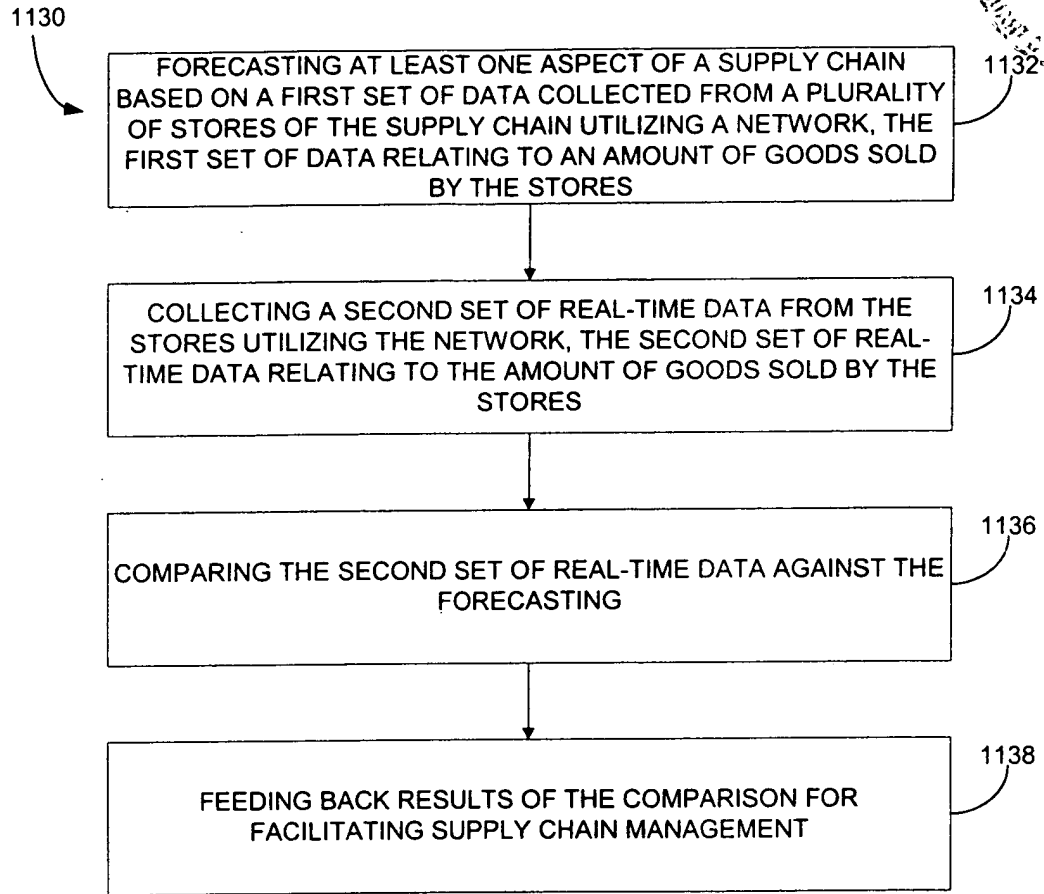 1130
FORECASTING AT LEAST ONE ASPECT OF A SUPPLY CHAIN
BASED ON A FIRST SET OF DATA COLLECTED FROM A PLURALITY
OF STORES OF THE SUPPLY CHAIN UTILIZING A NETWORK, THE
FIRST SET OF DATA RELATING TO AN AMOUNT OF GOODS SOLD
BY THE STORES
1132
COLLECTING A SECOND SET OF REAL-TIME DATA FROM THE
STORES UTILIZING THE NETWORK, THE SECOND SET OF REAL-
TIME DATA RELATING TO THE AMOUNT OF GOODS SOLD BY THE
STORES
1134
COMPARING THE SECOND SET OF REAL-TIME DATA AGAINST THE
FORECASTING
1136
FEEDING BACK RESULTS OF THE COMPARISON FOR
FACILITATING SUPPLY CHAIN MANAGEMENT
1138